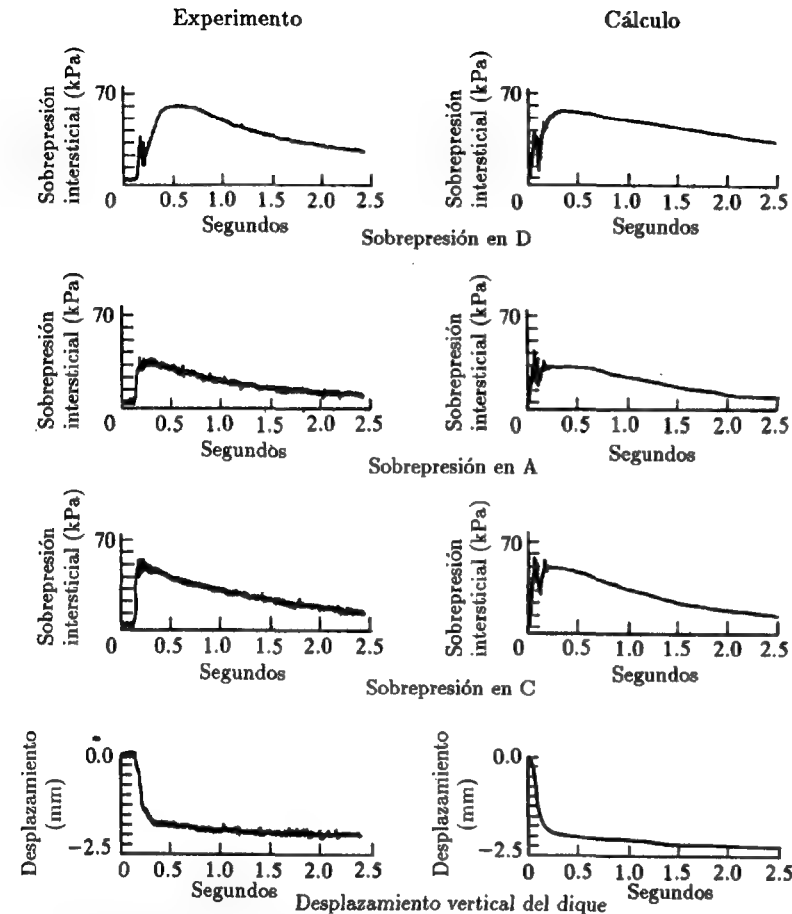 Experimento
Cálculo
Sobrepresión
intersticial (kPa)
70
0
0.5
1.0
1.5
2.0
2.5
Segundos
Sobrepresión
intersticial (kPa)
70
0
0.5
1.0
1.5
2.0
2.5
Segundos
Sobrepresión en D
Sobrepresión
intersticial (kPa)
70
0
0.5
1.0
1.5
2.0
2.5
Segundos
Sobrepresión
intersticial (kPa)
70
0
0.5
1.0
1.5
2.0
2.5
Segundos
Sobrepresión en A
Sobrepresión
intersticial (kPa)
70
0
0.5
1.0
1.5
2.0
2.5
Segundos
Sobrepresión
intersticial (kPa)
70
0
0.5
1.0
1.5
2.0
2.5
Segundos
Sobrepresión en C
Desplazamiento
(mm)
0.0
−2.5
0
0.5
1.0
1.5
2.0
2.5
Segundos
Desplazamiento
(mm)
0.0
−2.5
0
0.5
1.0
1.5
2.0
2.5
Segundos
Desplazamiento vertical del dique